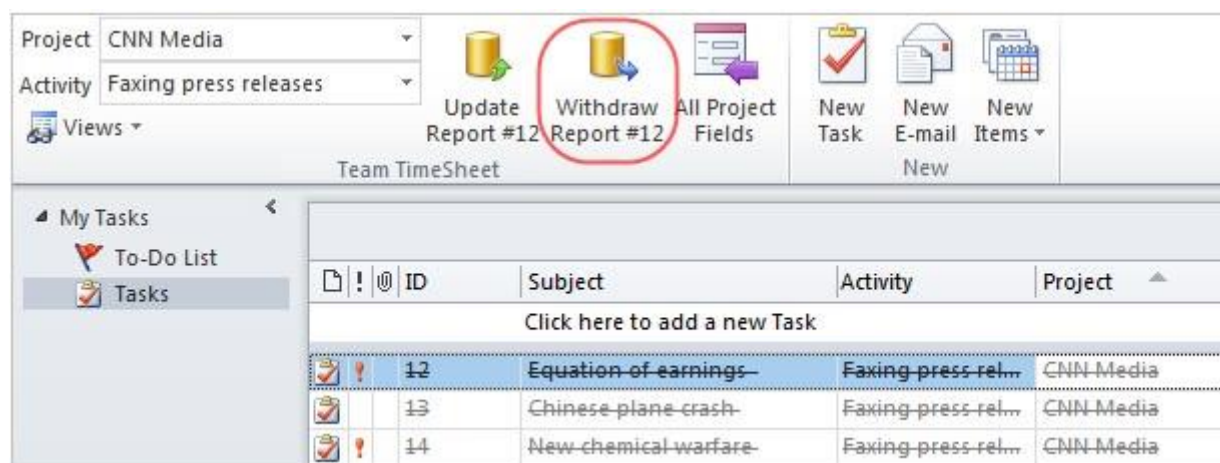 Project CNN Media
Activity Faxing press releases
Views
Update Report #12
Withdraw Report #12
All Project Fields
Team TimeSheet
New Task
New E-mail
New Items
New
My Tasks
To-Do List
Tasks
! ID Subject Activity Project
Click here to add a new Task
! 12 Equation of earnings Faxing press rel... CNN Media
13 Chinese plane crash Faxing press rel... CNN Media
! 14 New chemical warfare Faxing press rel... CNN Media